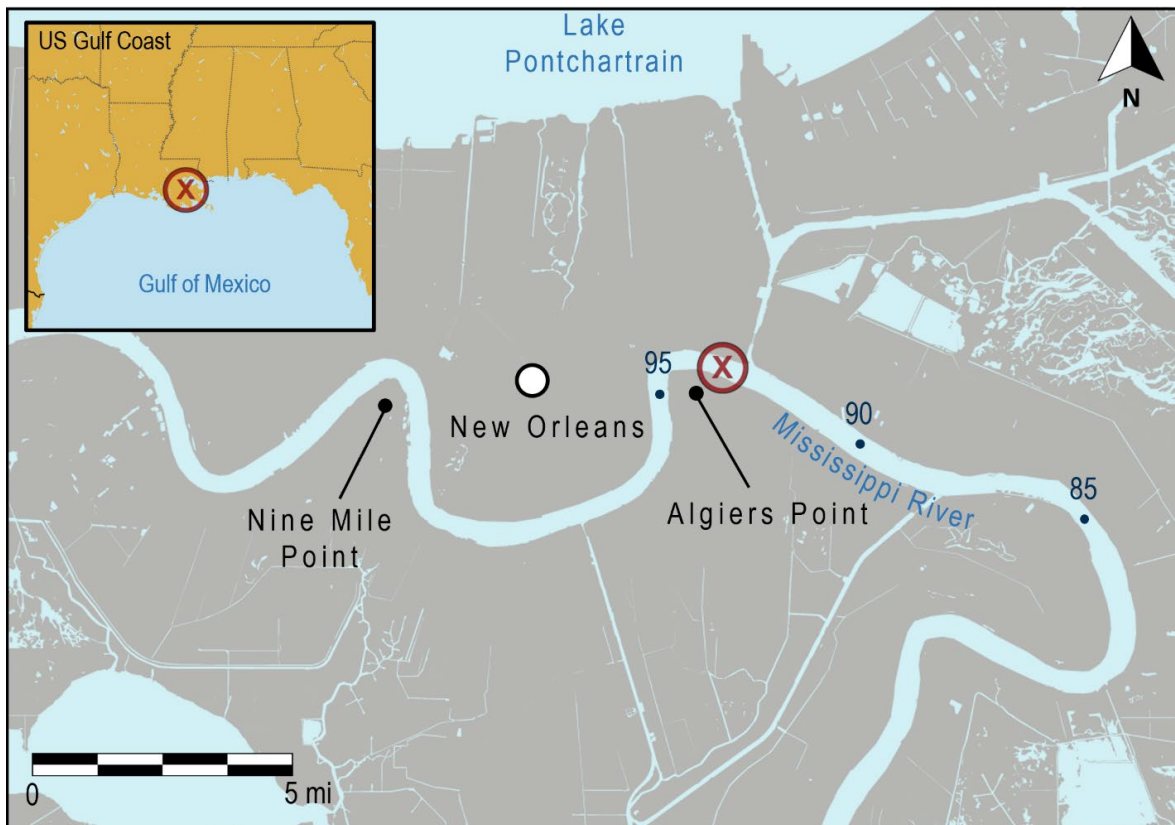 US Gulf Coast
X
Gulf of Mexico
Lake
Pontchartrain
N
95
X
New Orleans
90
Mississippi River
85
Nine Mile
Point
Algiers Point
0
5 mi